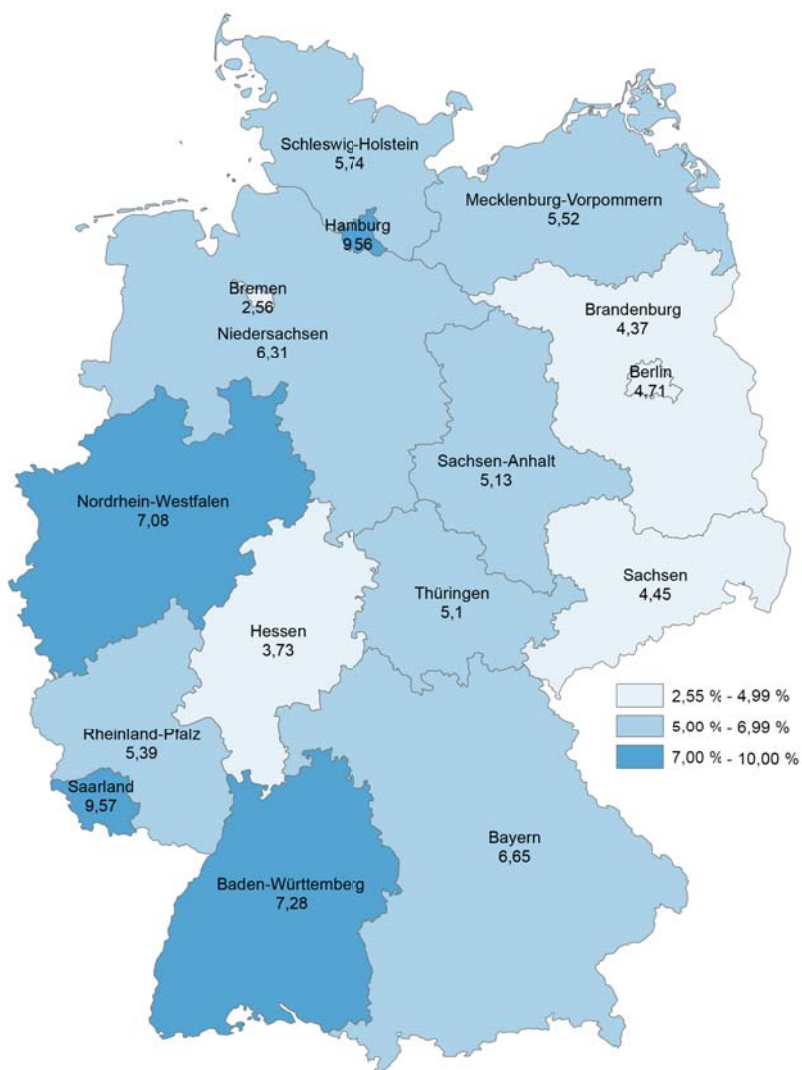 Schleswig-Holstein
5,74
Mecklenburg-Vorpommern
5,52
Hamburg
9,56
Bremen
2,56
Niedersachsen
6,31
Brandenburg
4,37
Berlin
4,71
Sachsen-Anhalt
5,13
Nordrhein-Westfalen
7,08
Sachsen
4,45
Thüringen
5,1
Hessen
3,73
2,55 % - 4,99 %
5,00 % - 6,99 %
7,00 % - 10,00 %
Rheinland-Pfalz
5,39
Saarland
9,57
Bayern
6,65
Baden-Württemberg
7,28